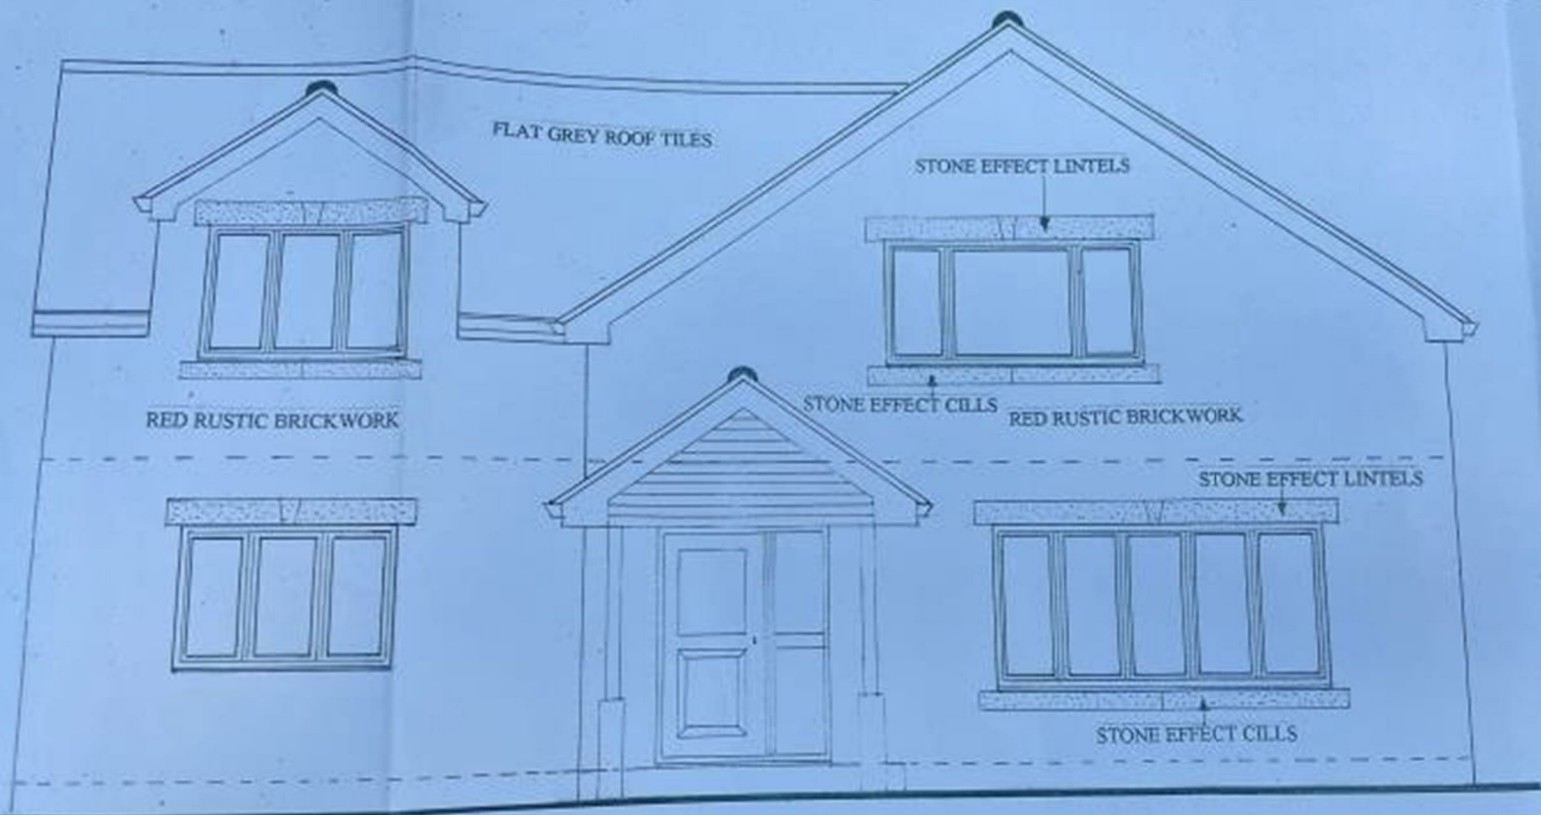 FLAT GREY ROOF TILES
STONE EFFECT LINTELS
STONE EFFECT CILLS
RED RUSTIC BRICKWORK
RED RUSTIC BRICKWORK
STONE EFFECT LINTELS
STONE EFFECT CILLS